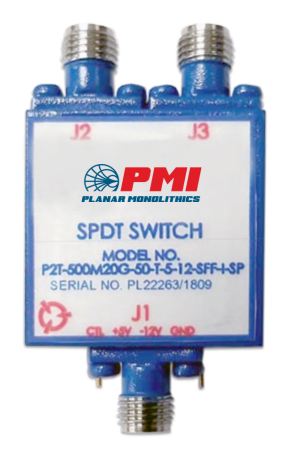 J2 J3
PMI
PLANAR MONOLITHICS
SPDT SWITCH
MODEL NO.
P2T-500M20G-50-T-5-12-SFF-I-SP
SERIAL NO. PL22263/1809
J1
CTL +5V -12V GND